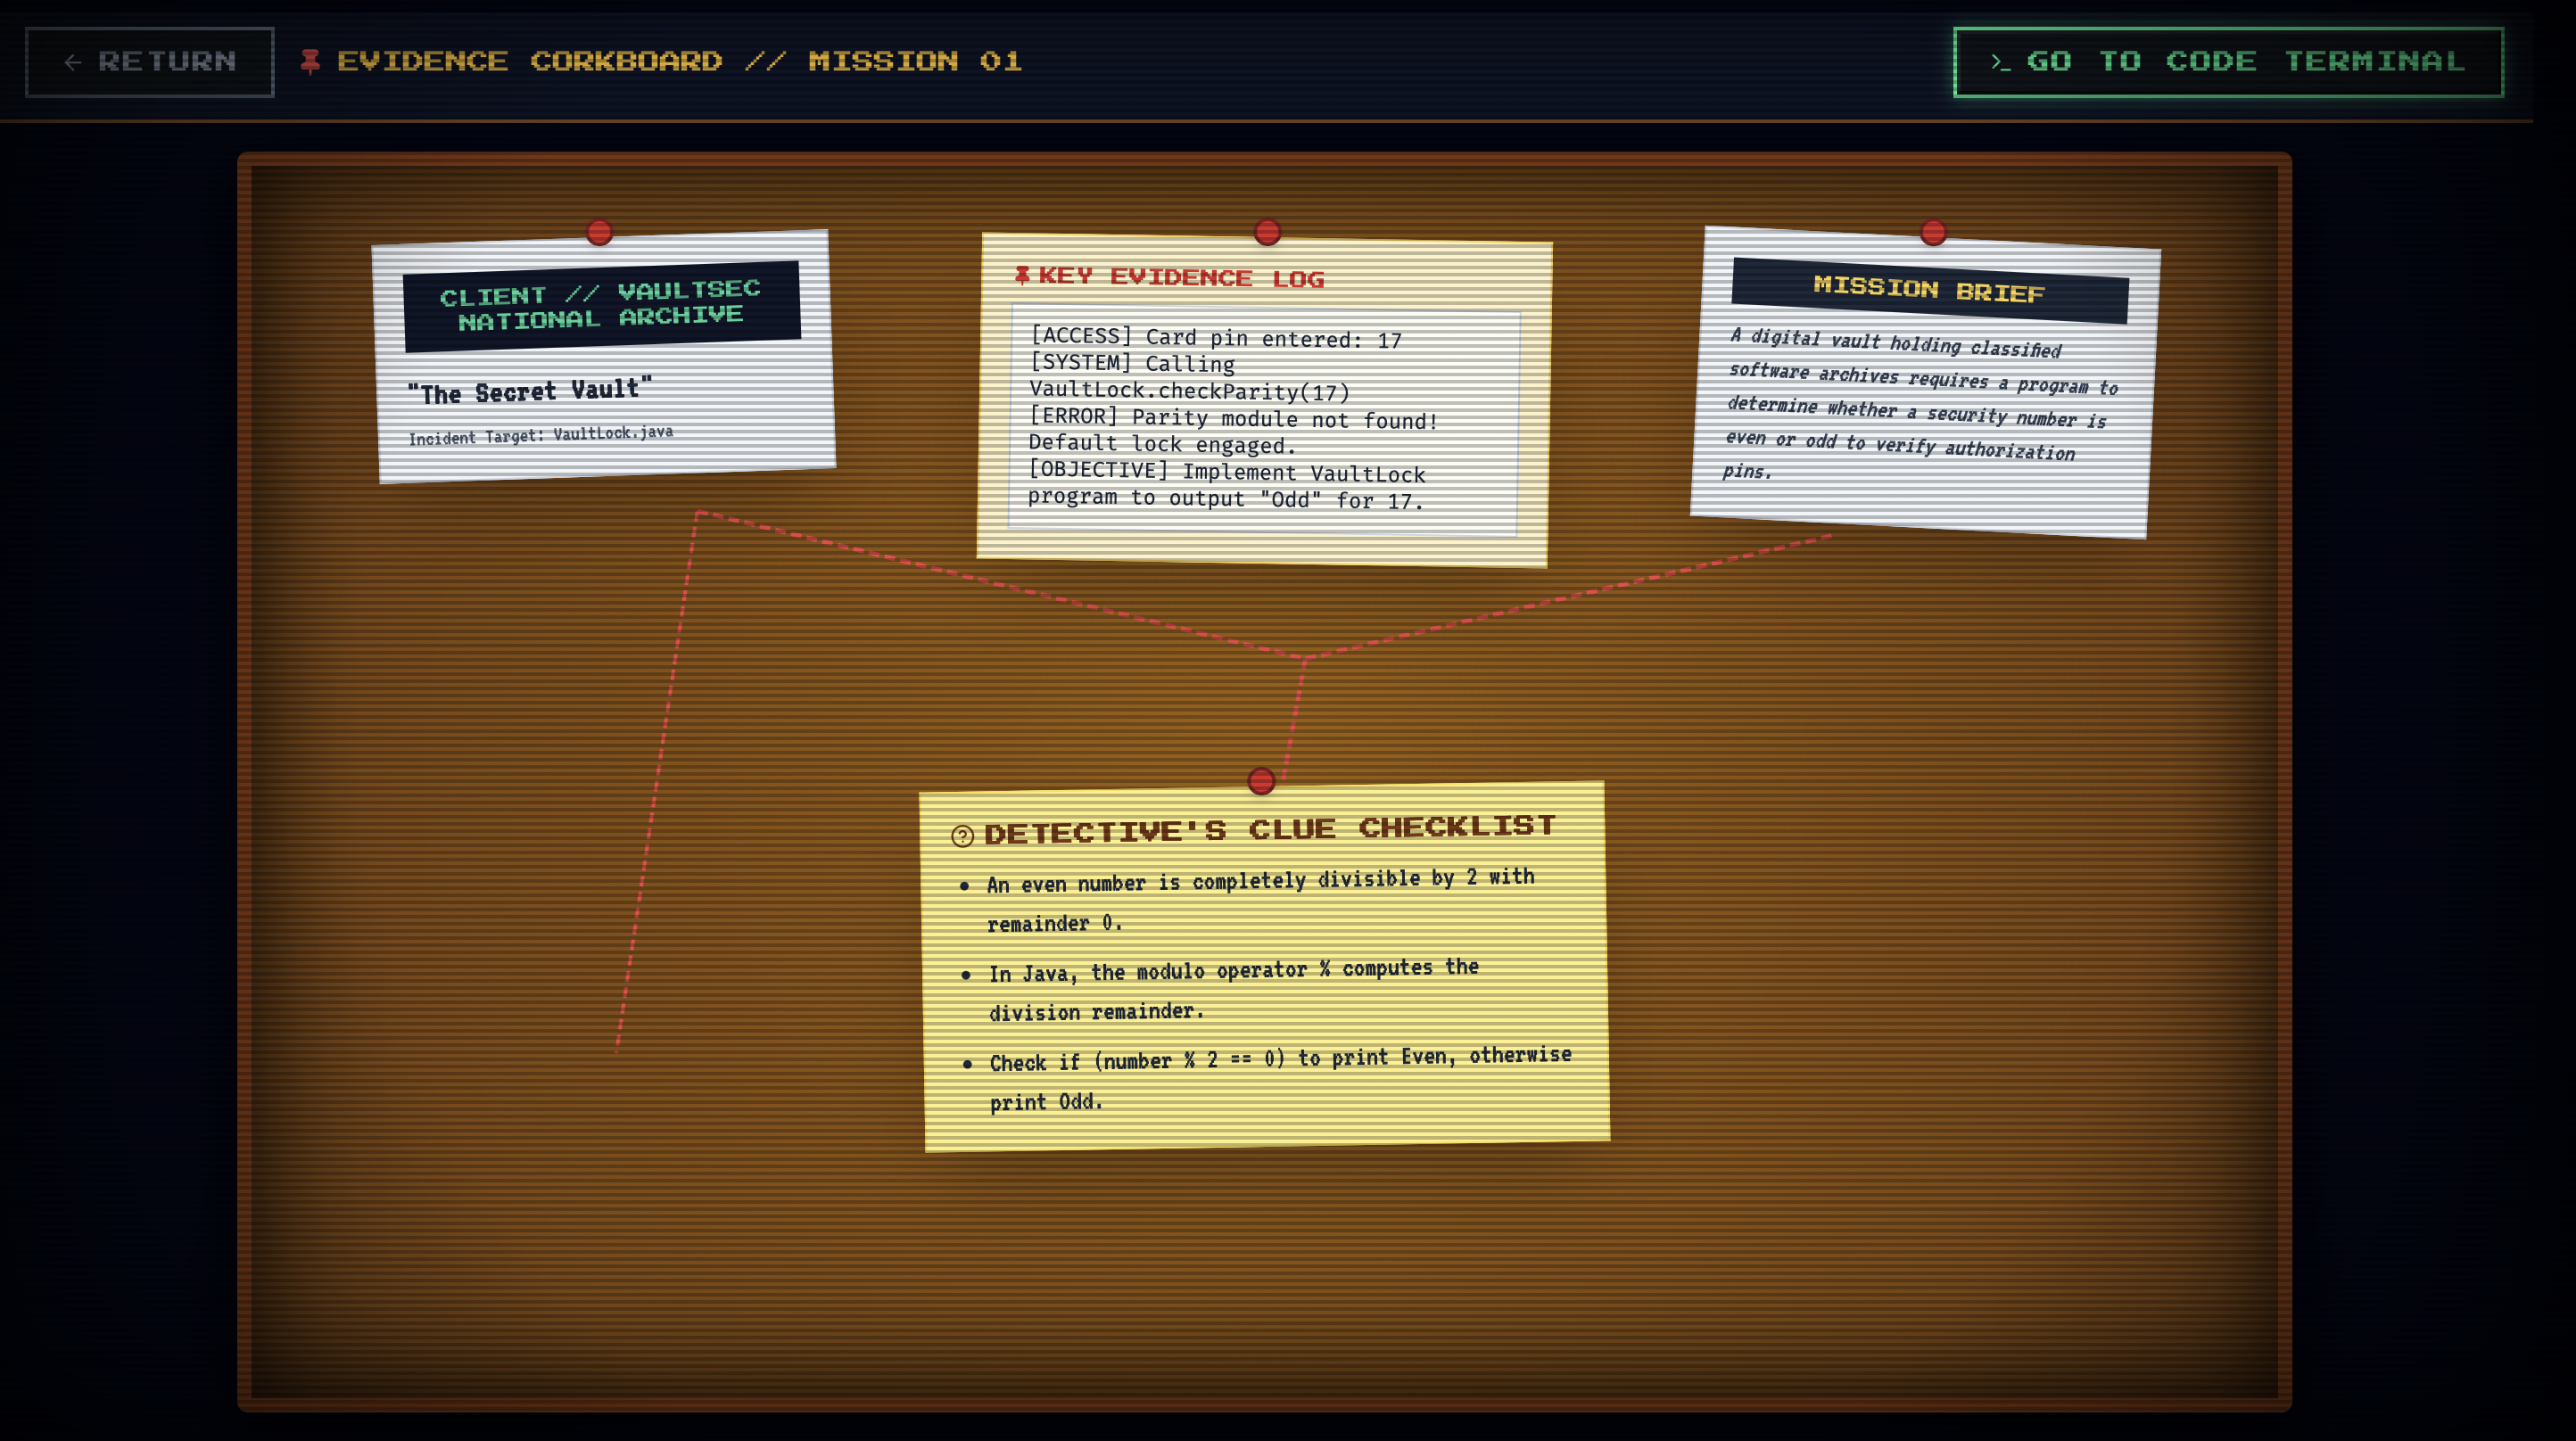 RETURN
EVIDENCE CORKBOARD // MISSION 01
GO TO CODE TERMINAL
CLIENT // VAULTSEC
NATIONAL ARCHIVE
"The Secret Vault"
Incident Target: VaultLock.java
KEY EVIDENCE LOG
[ACCESS] Card pin entered: 17
[SYSTEM] Calling
VaultLock.checkParity(17)
[ERROR] Parity module not found!
Default lock engaged.
[OBJECTIVE] Implement VaultLock
program to output "Odd" for 17.
MISSION BRIEF
A digital vault holding classified
software archives requires a program to
determine whether a security number is
even or odd to verify authorization
pins.
DETECTIVE'S CLUE CHECKLIST
• An even number is completely divisible by 2 with
remainder 0.
• In Java, the modulo operator % computes the
division remainder.
• Check if (number % 2 == 0) to print Even, otherwise
print Odd.